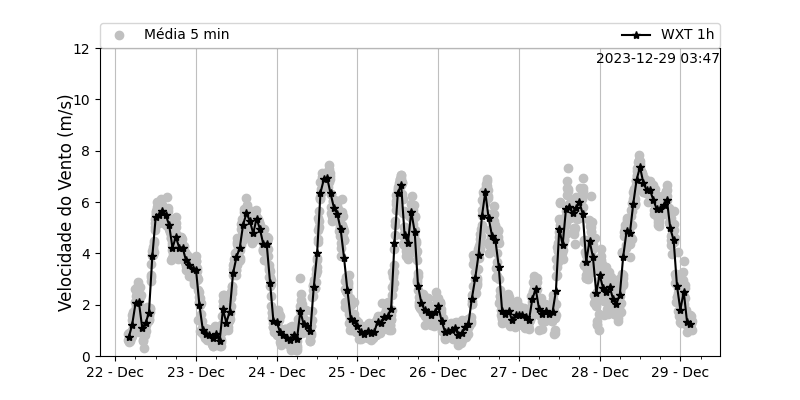 Média 5 min
WXT 1h
2023-12-29 03:47
Velocidade do Vento (m/s)
12
10
8
6
4
2
0
22 - Dec
23 - Dec
24 - Dec
25 - Dec
26 - Dec
27 - Dec
28 - Dec
29 - Dec